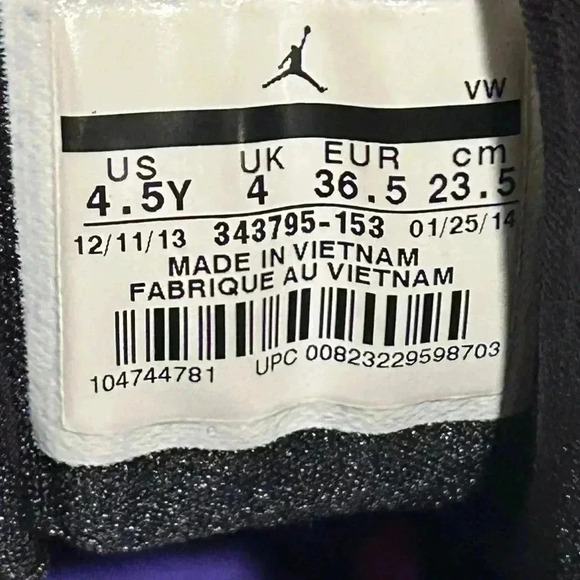 VW
US UK EUR cm
4.5Y 4 36.5 23.5
12/11/13 343795-153 01/25/14
MADE IN VIETNAM
FABRIQUE AU VIETNAM
104744781 UPC 00823229598703